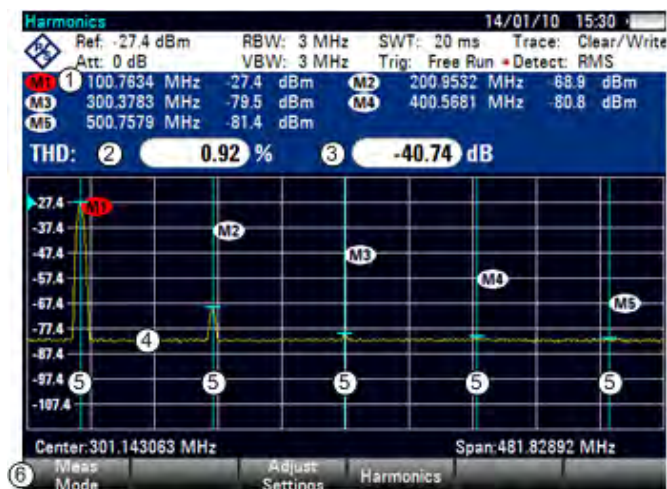 Harmonics 14/01/10 15:30
Ref: -27.4 dBm RBW: 3 MHz SWT: 20 ms Trace: Clear/Write
Att: 0 dB VBW: 3 MHz Trig: Free Run •Detect: RMS
M1 1 100.7634 MHz -27.4 dBm M2 200.9532 MHz -68.9 dBm
M3 300.3783 MHz -79.5 dBm M4 400.5681 MHz -80.8 dBm
M5 500.7579 MHz -81.4 dBm
THD: 2 0.92 % 3 -40.74 dB
-27.4 M1
-37.4 M2
-47.4 M3
-57.4 M4
-67.4 M5
-77.4
4
-87.4
-97.4 5 5 5 5 5
-107.4
Center:301.143063 MHz Span:481.82892 MHz
6 Meas Mode Adjust Settings Harmonics